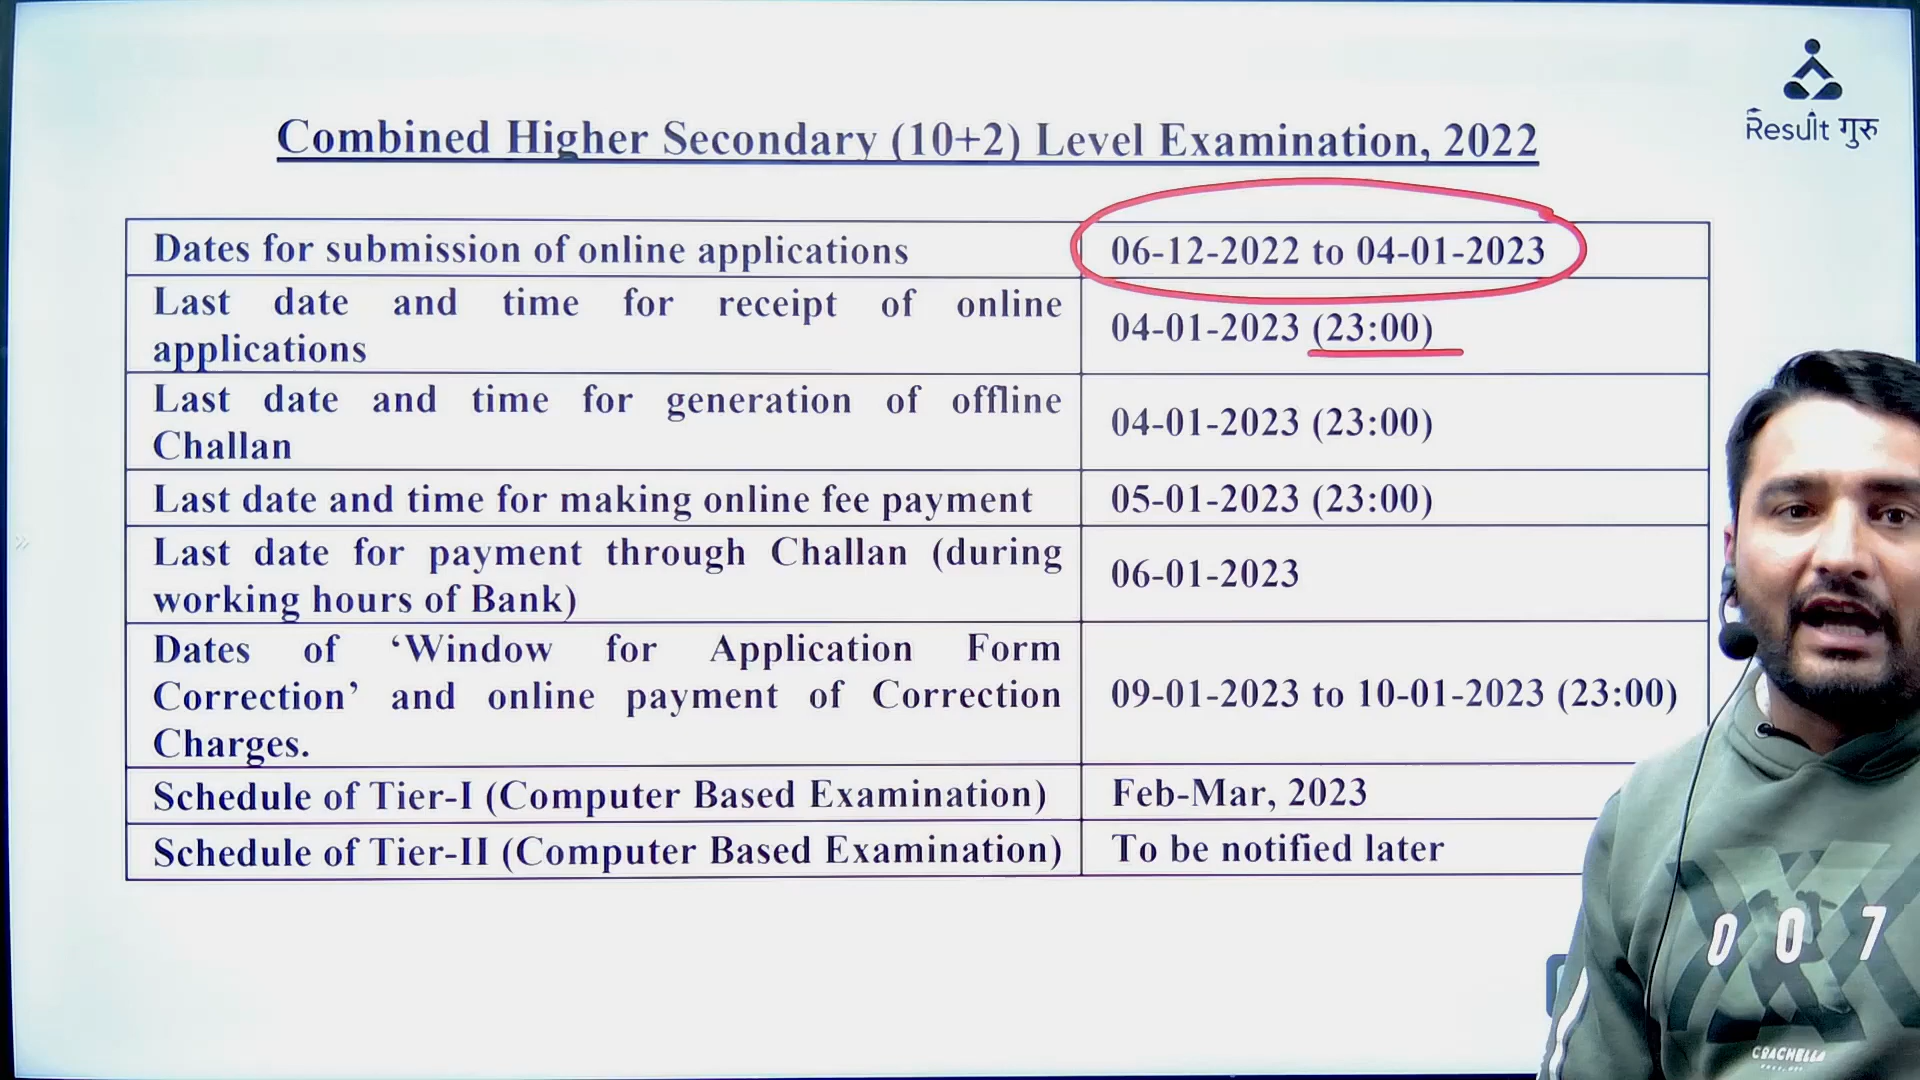 Result गुरु
Combined Higher Secondary (10+2) Level Examination, 2022
Dates for submission of online applications
06-12-2022 to 04-01-2023
Last date and time for receipt of online
applications
04-01-2023 (23:00)
Last date and time for generation of offline
Challan
04-01-2023 (23:00)
Last date and time for making online fee payment
05-01-2023 (23:00)
Last date for payment through Challan (during
working hours of Bank)
06-01-2023
Dates of ‘Window for Application Form
Correction’ and online payment of Correction
Charges.
09-01-2023 to 10-01-2023 (23:00)
Schedule of Tier-I (Computer Based Examination)
Feb-Mar, 2023
Schedule of Tier-II (Computer Based Examination)
To be notified later
007
COACHELLA